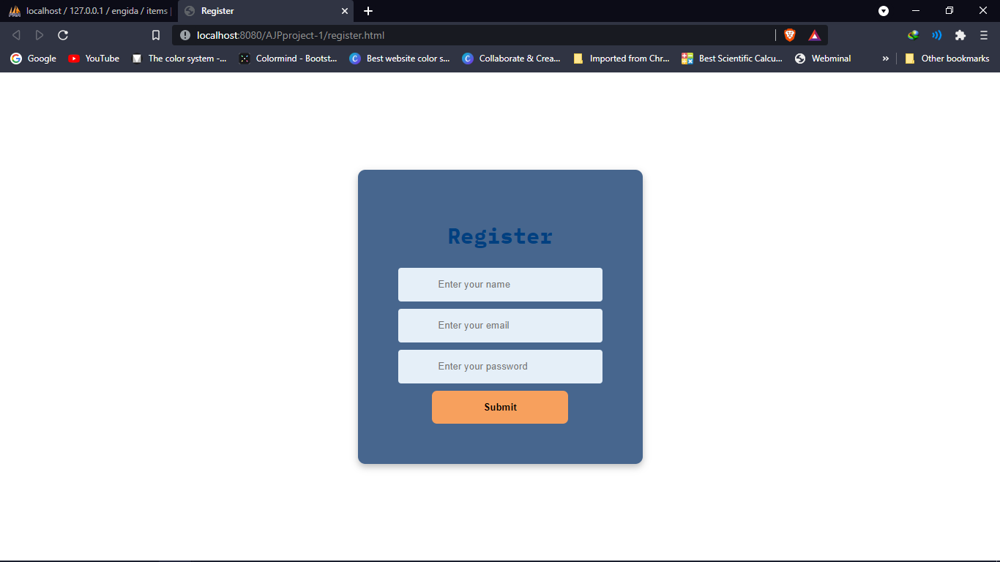 localhost / 127.0.0.1 / engida / items |
Register
localhost:8080/AJPproject-1/register.html
Google YouTube The color system -... Colormind - Bootst... Best website color s... Collaborate & Crea... Imported from Chr... Best Scientific Calcu... Webminal » Other bookmarks
Register
Enter your name
Enter your email
Enter your password
Submit